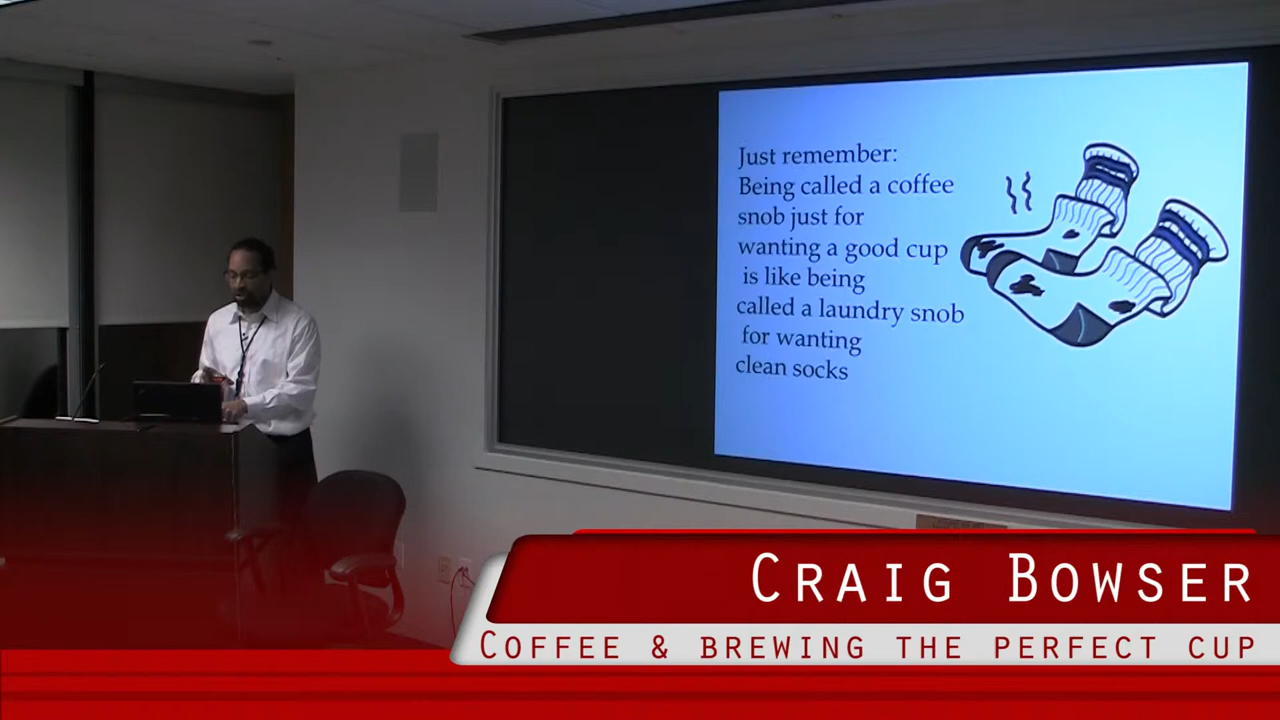 Just remember:
Being called a coffee
snob just for
wanting a good cup
is like being
called a laundry snob
for wanting
clean socks
CRAIG BOWSER
COFFEE & BREWING THE PERFECT CUP